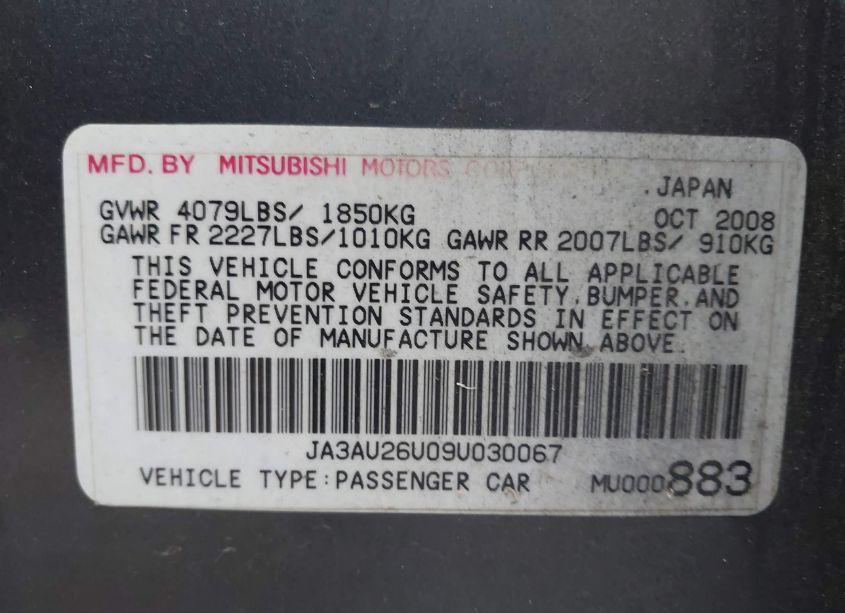 MFD. BY MITSUBISHI MOTORS
JAPAN
GVWR 4079LBS/ 1850KG OCT 2008
GAWR FR 2227LBS/1010KG GAWR RR 2007LBS/ 910KG
THIS VEHICLE CONFORMS TO ALL APPLICABLE
FEDERAL MOTOR VEHICLE SAFETY, BUMPER, AND
THEFT PREVENTION STANDARDS IN EFFECT ON
THE DATE OF MANUFACTURE SHOWN ABOVE.
JA3AU26U09U030067
VEHICLE TYPE:PASSENGER CAR MU000883